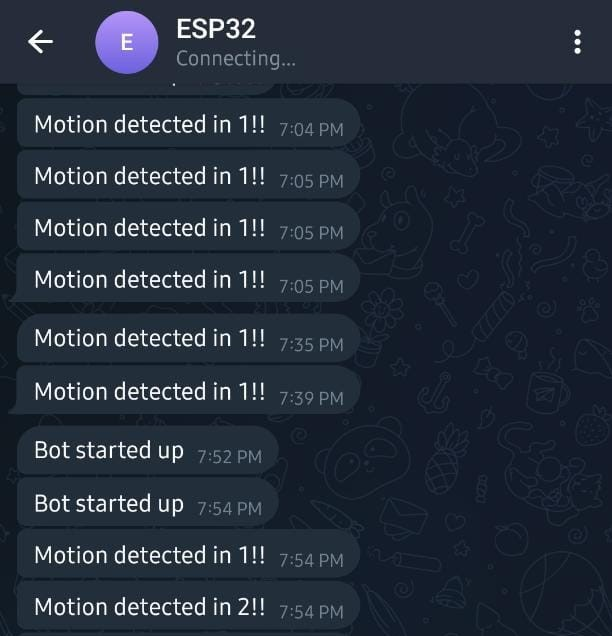 E
ESP32
Connecting...
Motion detected in 1!! 7:04 PM
Motion detected in 1!! 7:05 PM
Motion detected in 1!! 7:05 PM
Motion detected in 1!! 7:05 PM
Motion detected in 1!! 7:35 PM
Motion detected in 1!! 7:39 PM
Bot started up 7:52 PM
Bot started up 7:54 PM
Motion detected in 1!! 7:54 PM
Motion detected in 2!! 7:54 PM